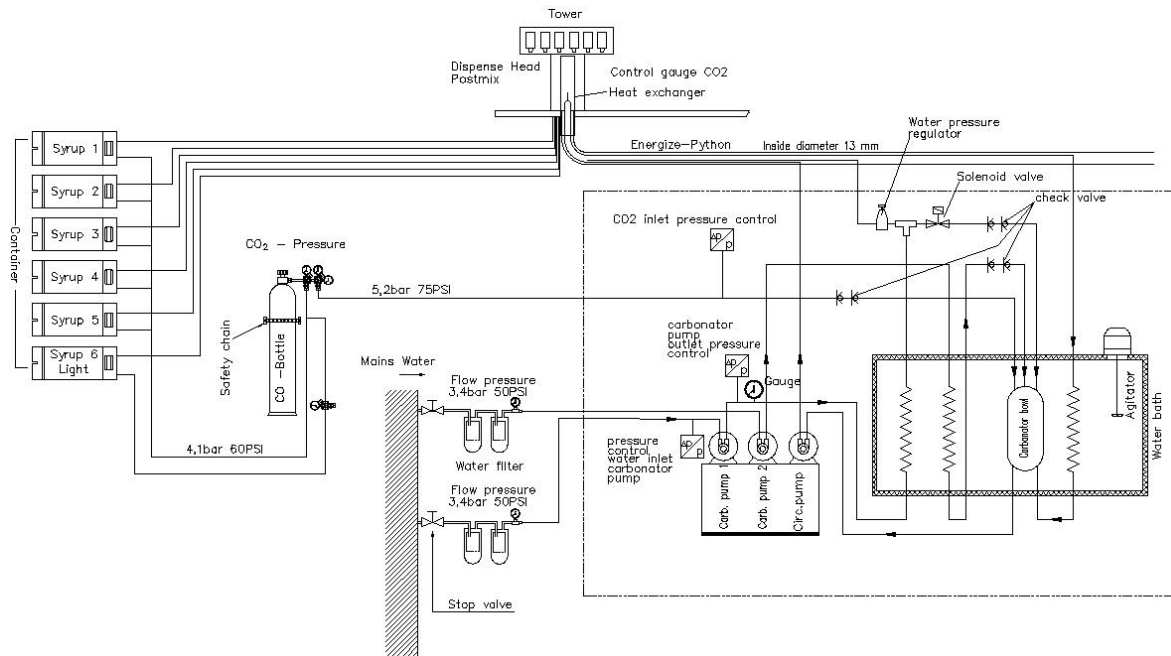 Tower
Dispense Head
Postmix
Control gauge CO2
Heat exchanger
Energize-Python
Inside diameter 13 mm
Water pressure
regulator
Solenoid valve
check valve
CO2 inlet pressure control
Container
Syrup 1
Syrup 2
Syrup 3
Syrup 4
Syrup 5
Syrup 6
Light
CO₂ - Pressure
5,2bar 75PSI
Safety chain
CO -Bottle
4,1bar 60PSI
Mains Water
Flow pressure
3,4bar 50PSI
Water filter
Flow pressure
3,4bar 50PSI
Stop valve
carbonator
pump
outlet pressure
control
Gauge
Δp
p
Δp
p
Δp
p
pressure
control
water inlet
carbonator
pump
Carb. pump 1
Carb. pump 2
Circ.pump
Carbonator bowl
Agitator
Water bath